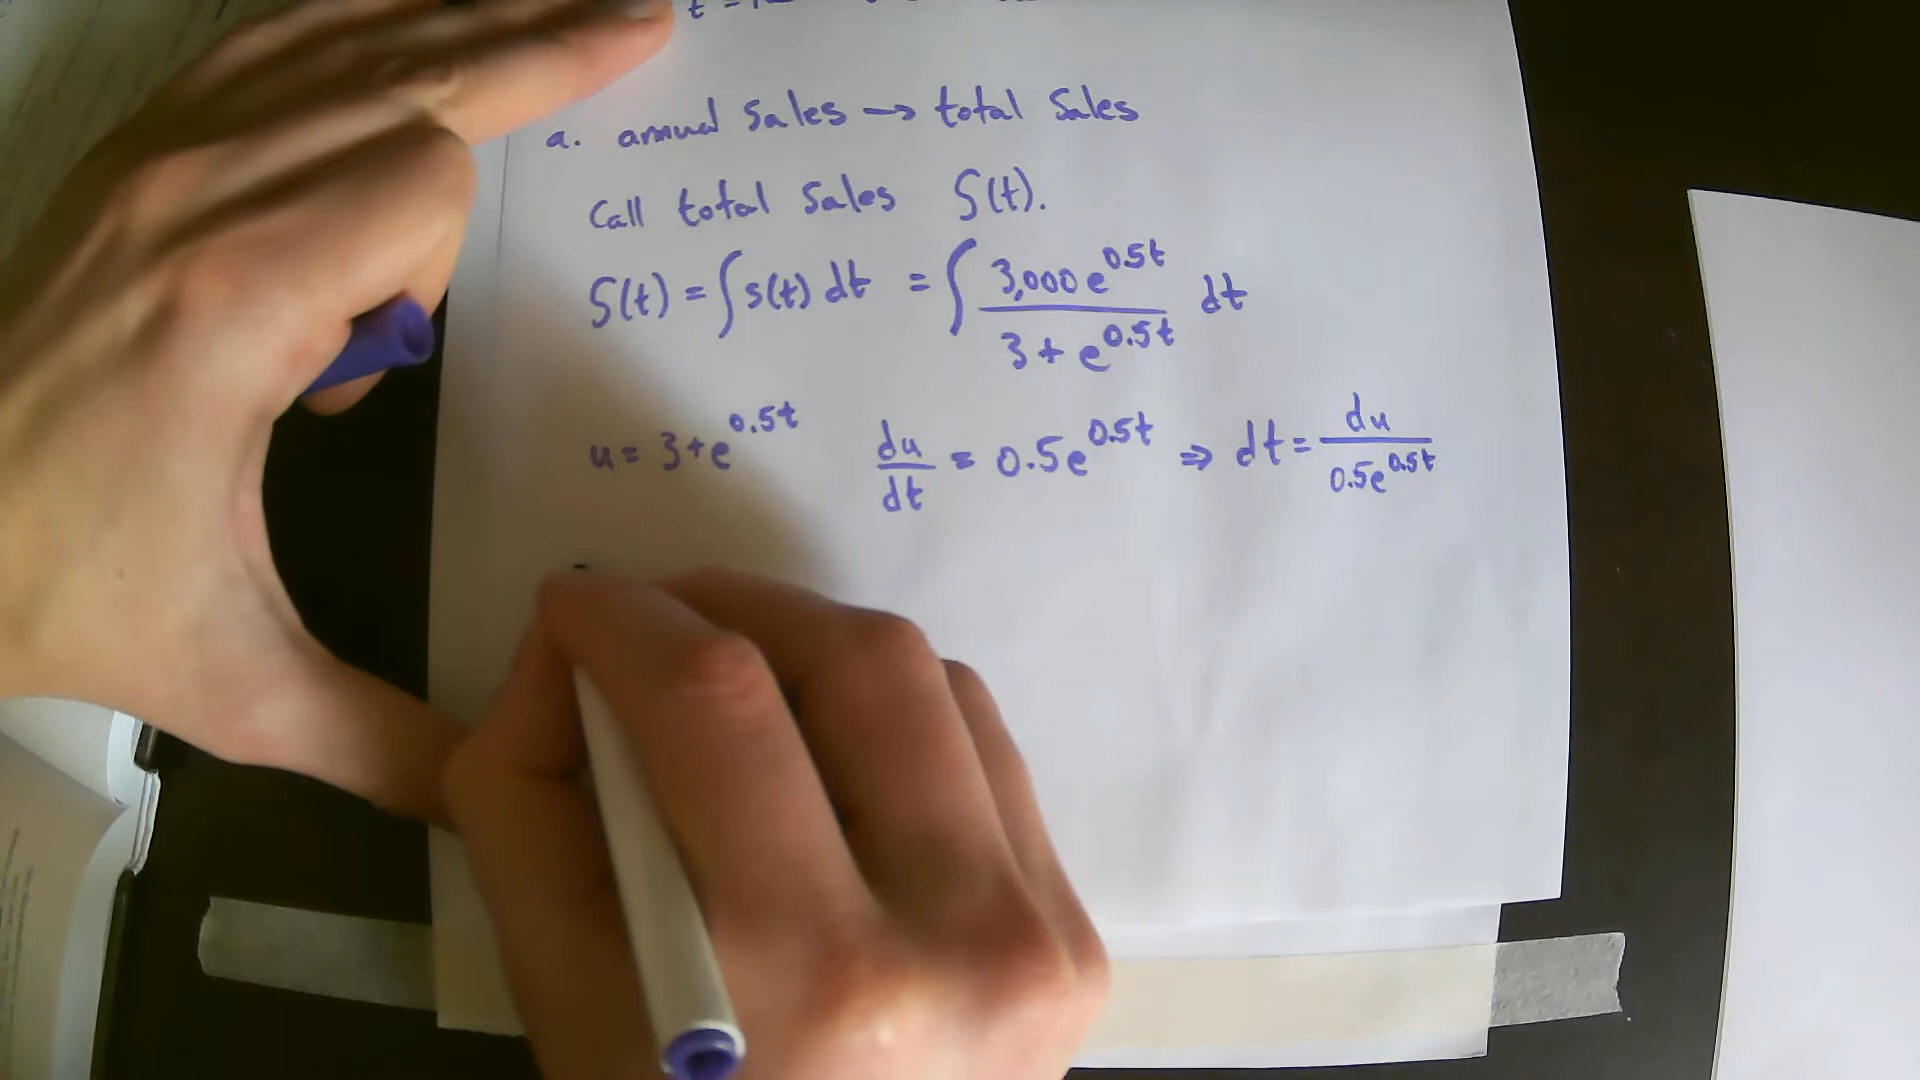 t =
a. annual sales → total sales
Call total sales S(t).
S(t) = ∫ s(t) dt = ∫ 3,000 e^0.5t / 3 + e^0.5t dt
u = 3 + e^0.5t du/dt = 0.5e^0.5t ⇒ dt = du / 0.5e^0.5t